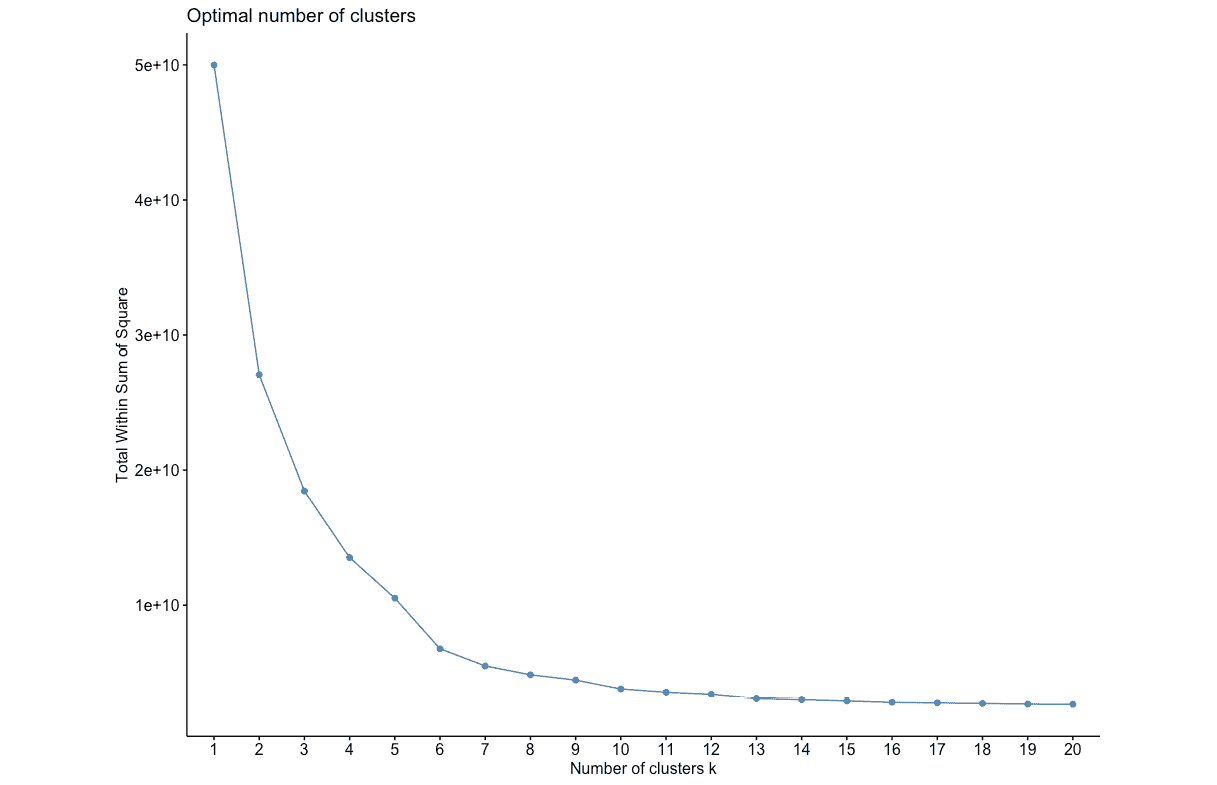 Optimal number of clusters
5e+10
4e+10
3e+10
2e+10
1e+10
Total Within Sum of Square
1 2 3 4 5 6 7 8 9 10 11 12 13 14 15 16 17 18 19 20
Number of clusters k